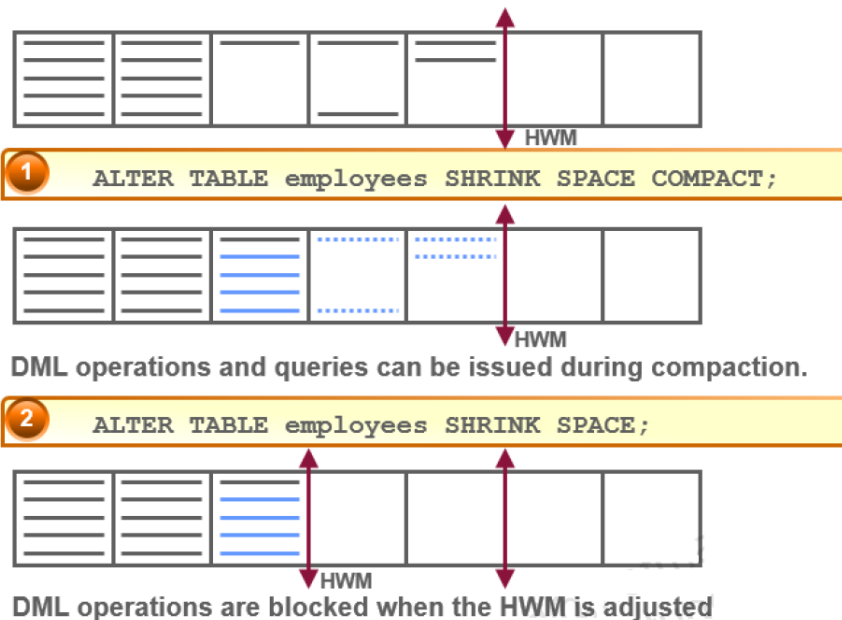 HWM
1
ALTER TABLE employees SHRINK SPACE COMPACT;
HWM
DML operations and queries can be issued during compaction.
2
ALTER TABLE employees SHRINK SPACE;
HWM
DML operations are blocked when the HWM is adjusted